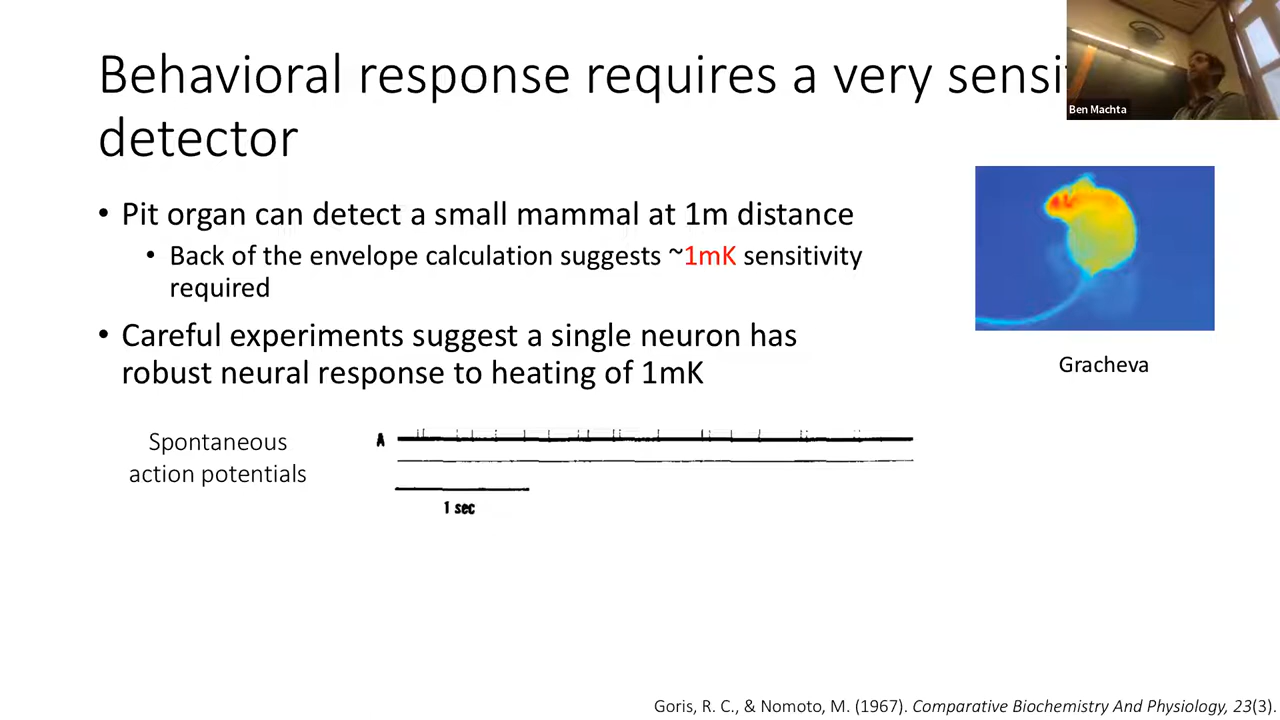 Behavioral response requires a very sensi
detector
Ben Machta
• Pit organ can detect a small mammal at 1m distance
• Back of the envelope calculation suggests ~1mK sensitivity
required
• Careful experiments suggest a single neuron has
robust neural response to heating of 1mK
Gracheva
Spontaneous
action potentials
A
1 sec
Goris, R. C., & Nomoto, M. (1967). Comparative Biochemistry And Physiology, 23(3).